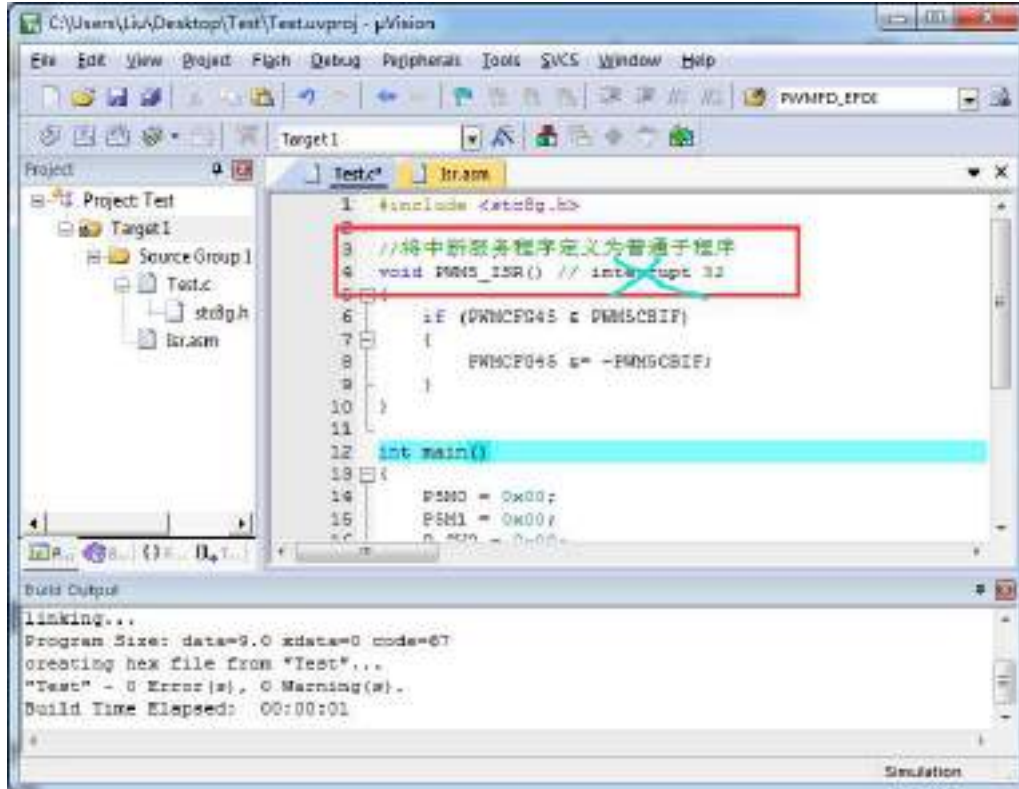 C:\Users\Liu\Desktop\Test\Test.uvproj - µVision
File Edit View Project Flash Debug Peripherals Tools SVCS Window Help
PWMFD_EFDI
Target 1
Project
Test.c* isr.asm
Project: Test
Target 1
Source Group 1
Test.c
stc8g.h
isr.asm
1 #include <stc8g.h>
2
3 //将中断服务程序定义为普通子程序
4 void PWM5_ISR() // interrupt 32
5 {
6 if (PWMCFG45 & PWM5CBIF)
7 {
8 PWMCFG45 &= ~PWM5CBIF;
9 }
10 }
11
12 int main()
13 {
14 P5M0 = 0x00;
15 P5M1 = 0x00;
Build Output
linking...
Program Size: data=9.0 xdata=0 code=67
creating hex file from "Test"...
"Test" - 0 Error(s), 0 Warning(s).
Build Time Elapsed: 00:00:01
Simulation